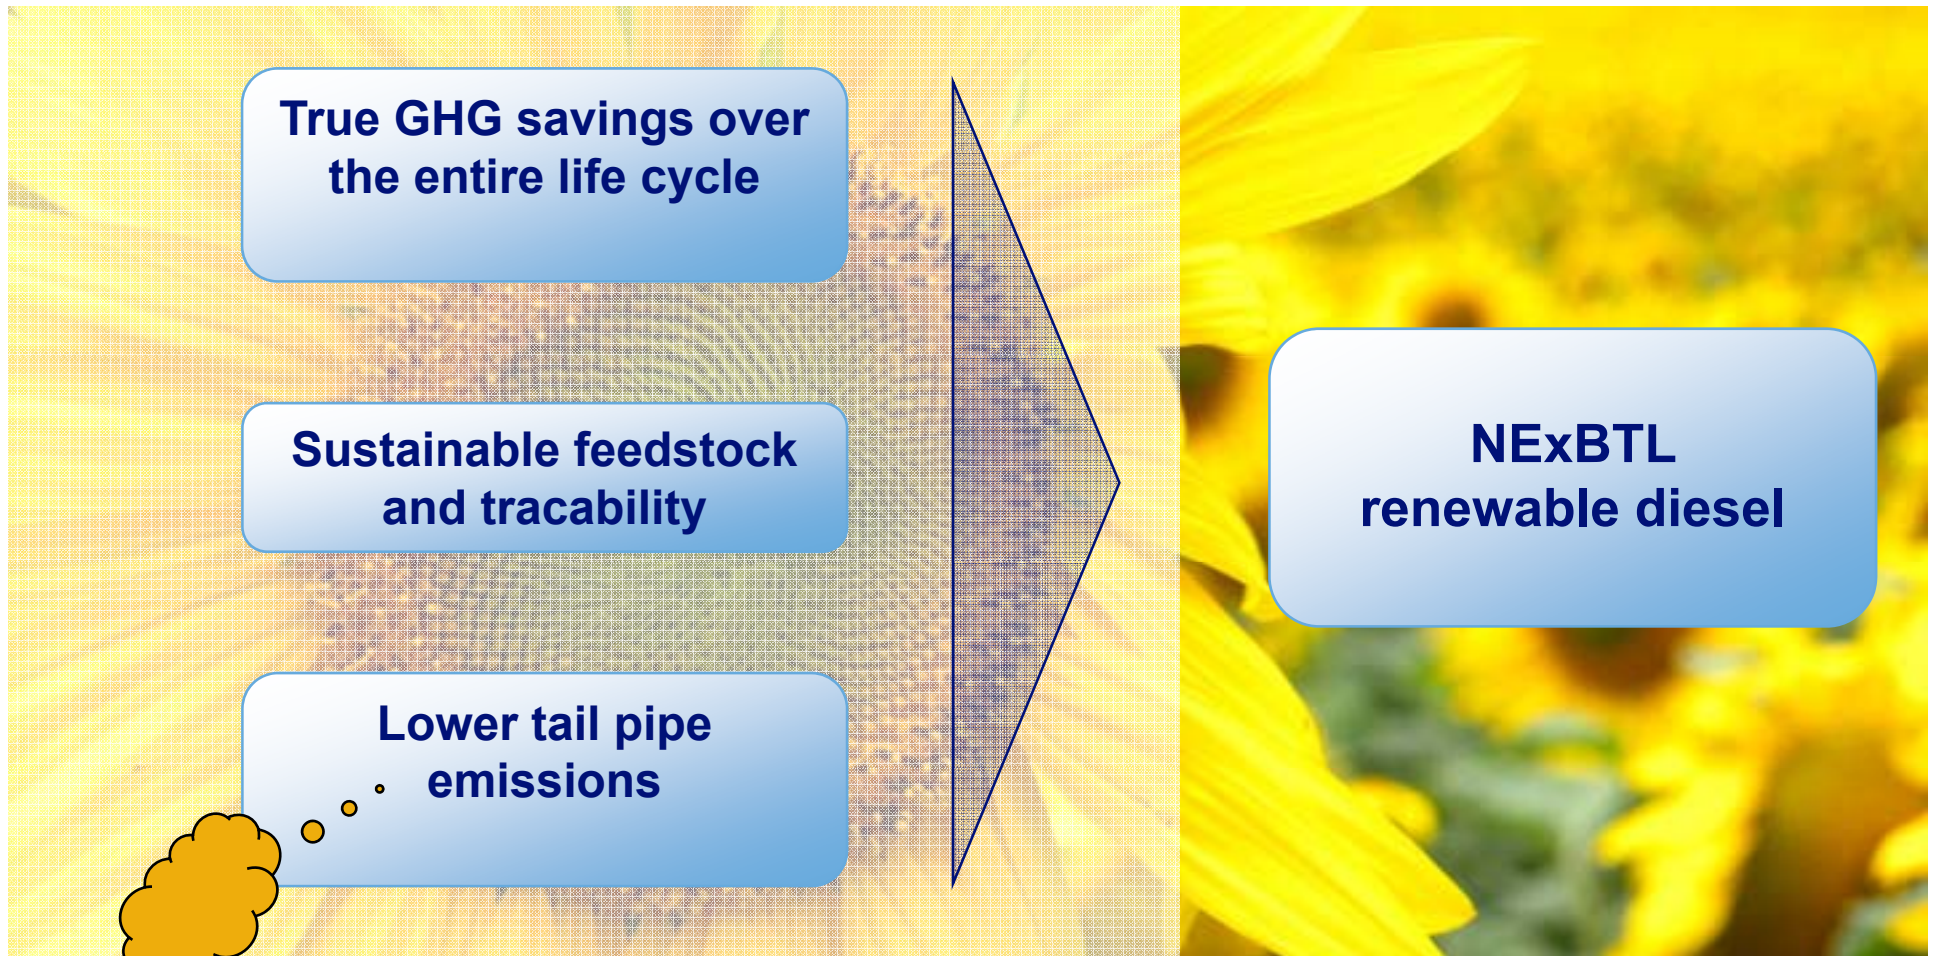 True GHG savings over
the entire life cycle
Sustainable feedstock
and tracability
Lower tail pipe
emissions
NExBTL
renewable diesel